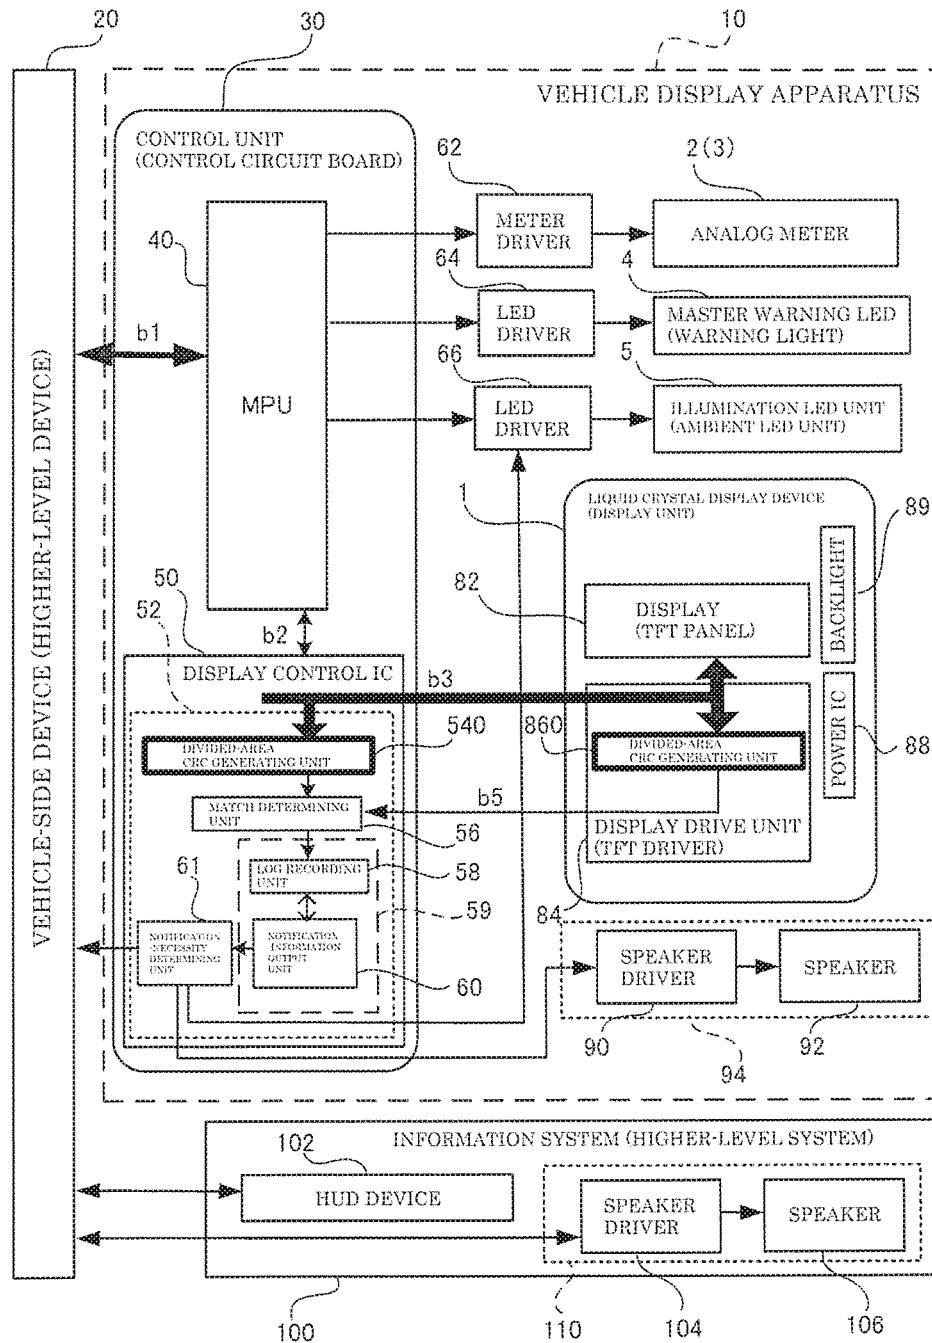 20
30
10
VEHICLE DISPLAY APPARATUS
CONTROL UNIT
(CONTROL CIRCUIT BOARD)
62
2(3)
METER
DRIVER
ANALOG METER
40
64
4
LED
DRIVER
MASTER WARNING LED
(WARNING LIGHT)
b1
66
5
MPU
LED
DRIVER
ILLUMINATION LED UNIT
(AMBIENT LED UNIT)
VEHICLE-SIDE DEVICE (HIGHER-LEVEL DEVICE)
1
LIQUID CRYSTAL DISPLAY DEVICE
(DISPLAY UNIT)
89
82
DISPLAY
(TFT PANEL)
BACKLIGHT
50
52
b2
DISPLAY CONTROL IC
b3
540
860
DIVIDED-AREA
CRC GENERATING UNIT
DIVIDED-AREA
CRC GENERATING UNIT
POWER IC
88
MATCH DETERMINING
UNIT
b5
56
DISPLAY DRIVE UNIT
(TFT DRIVER)
61
LOG RECORDING
UNIT
58
59
84
NOTIFICATION
-NECESSITY
DETERMINING
UNIT
NOTIFICATION
-INFORMATION
OUTPUT
UNIT
60
SPEAKER
DRIVER
SPEAKER
90
92
94
INFORMATION SYSTEM (HIGHER-LEVEL SYSTEM)
102
HUD DEVICE
SPEAKER
DRIVER
SPEAKER
100
110
104
106